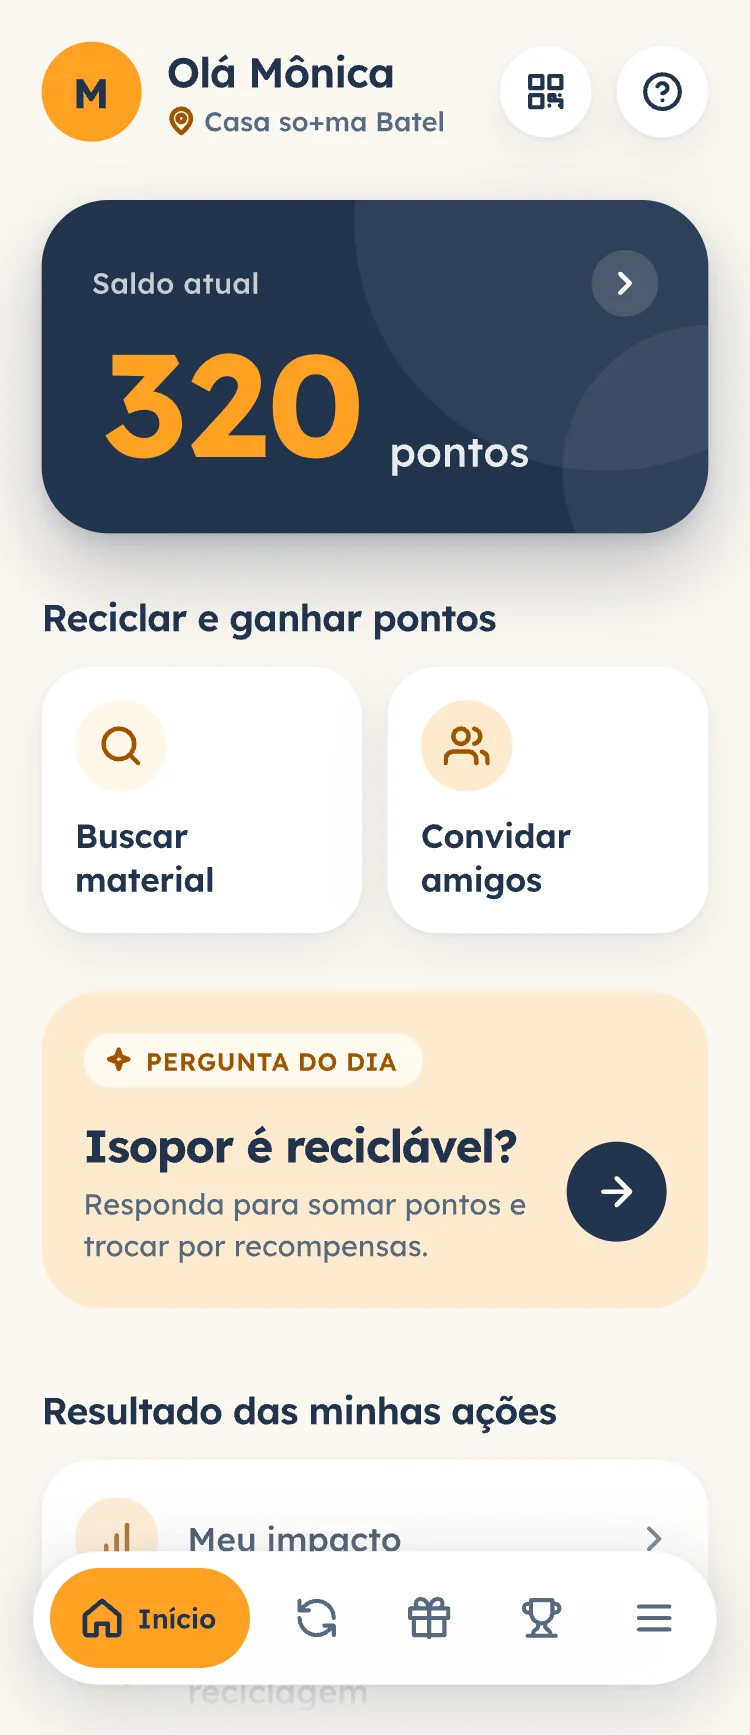 M
Olá Mônica
Casa so+ma Batel
Saldo atual
320 pontos
Reciclar e ganhar pontos
Buscar
material
Convidar
amigos
PERGUNTA DO DIA
Isopor é reciclável?
Responda para somar pontos e
trocar por recompensas.
Resultado das minhas ações
Meu impacto
Início
reciclagem